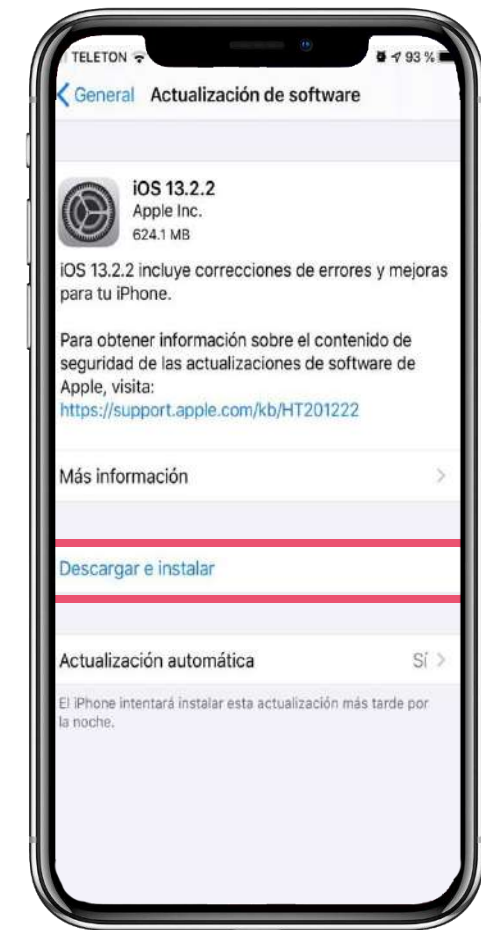 TELETON 93 %
General Actualización de software
iOS 13.2.2
Apple Inc.
624.1 MB
iOS 13.2.2 incluye correcciones de errores y mejoras
para tu iPhone.
Para obtener información sobre el contenido de
seguridad de las actualizaciones de software de
Apple, visita:
https://support.apple.com/kb/HT201222
Más información
Descargar e instalar
Actualización automática Sí
El iPhone intentará instalar esta actualización más tarde por
la noche.